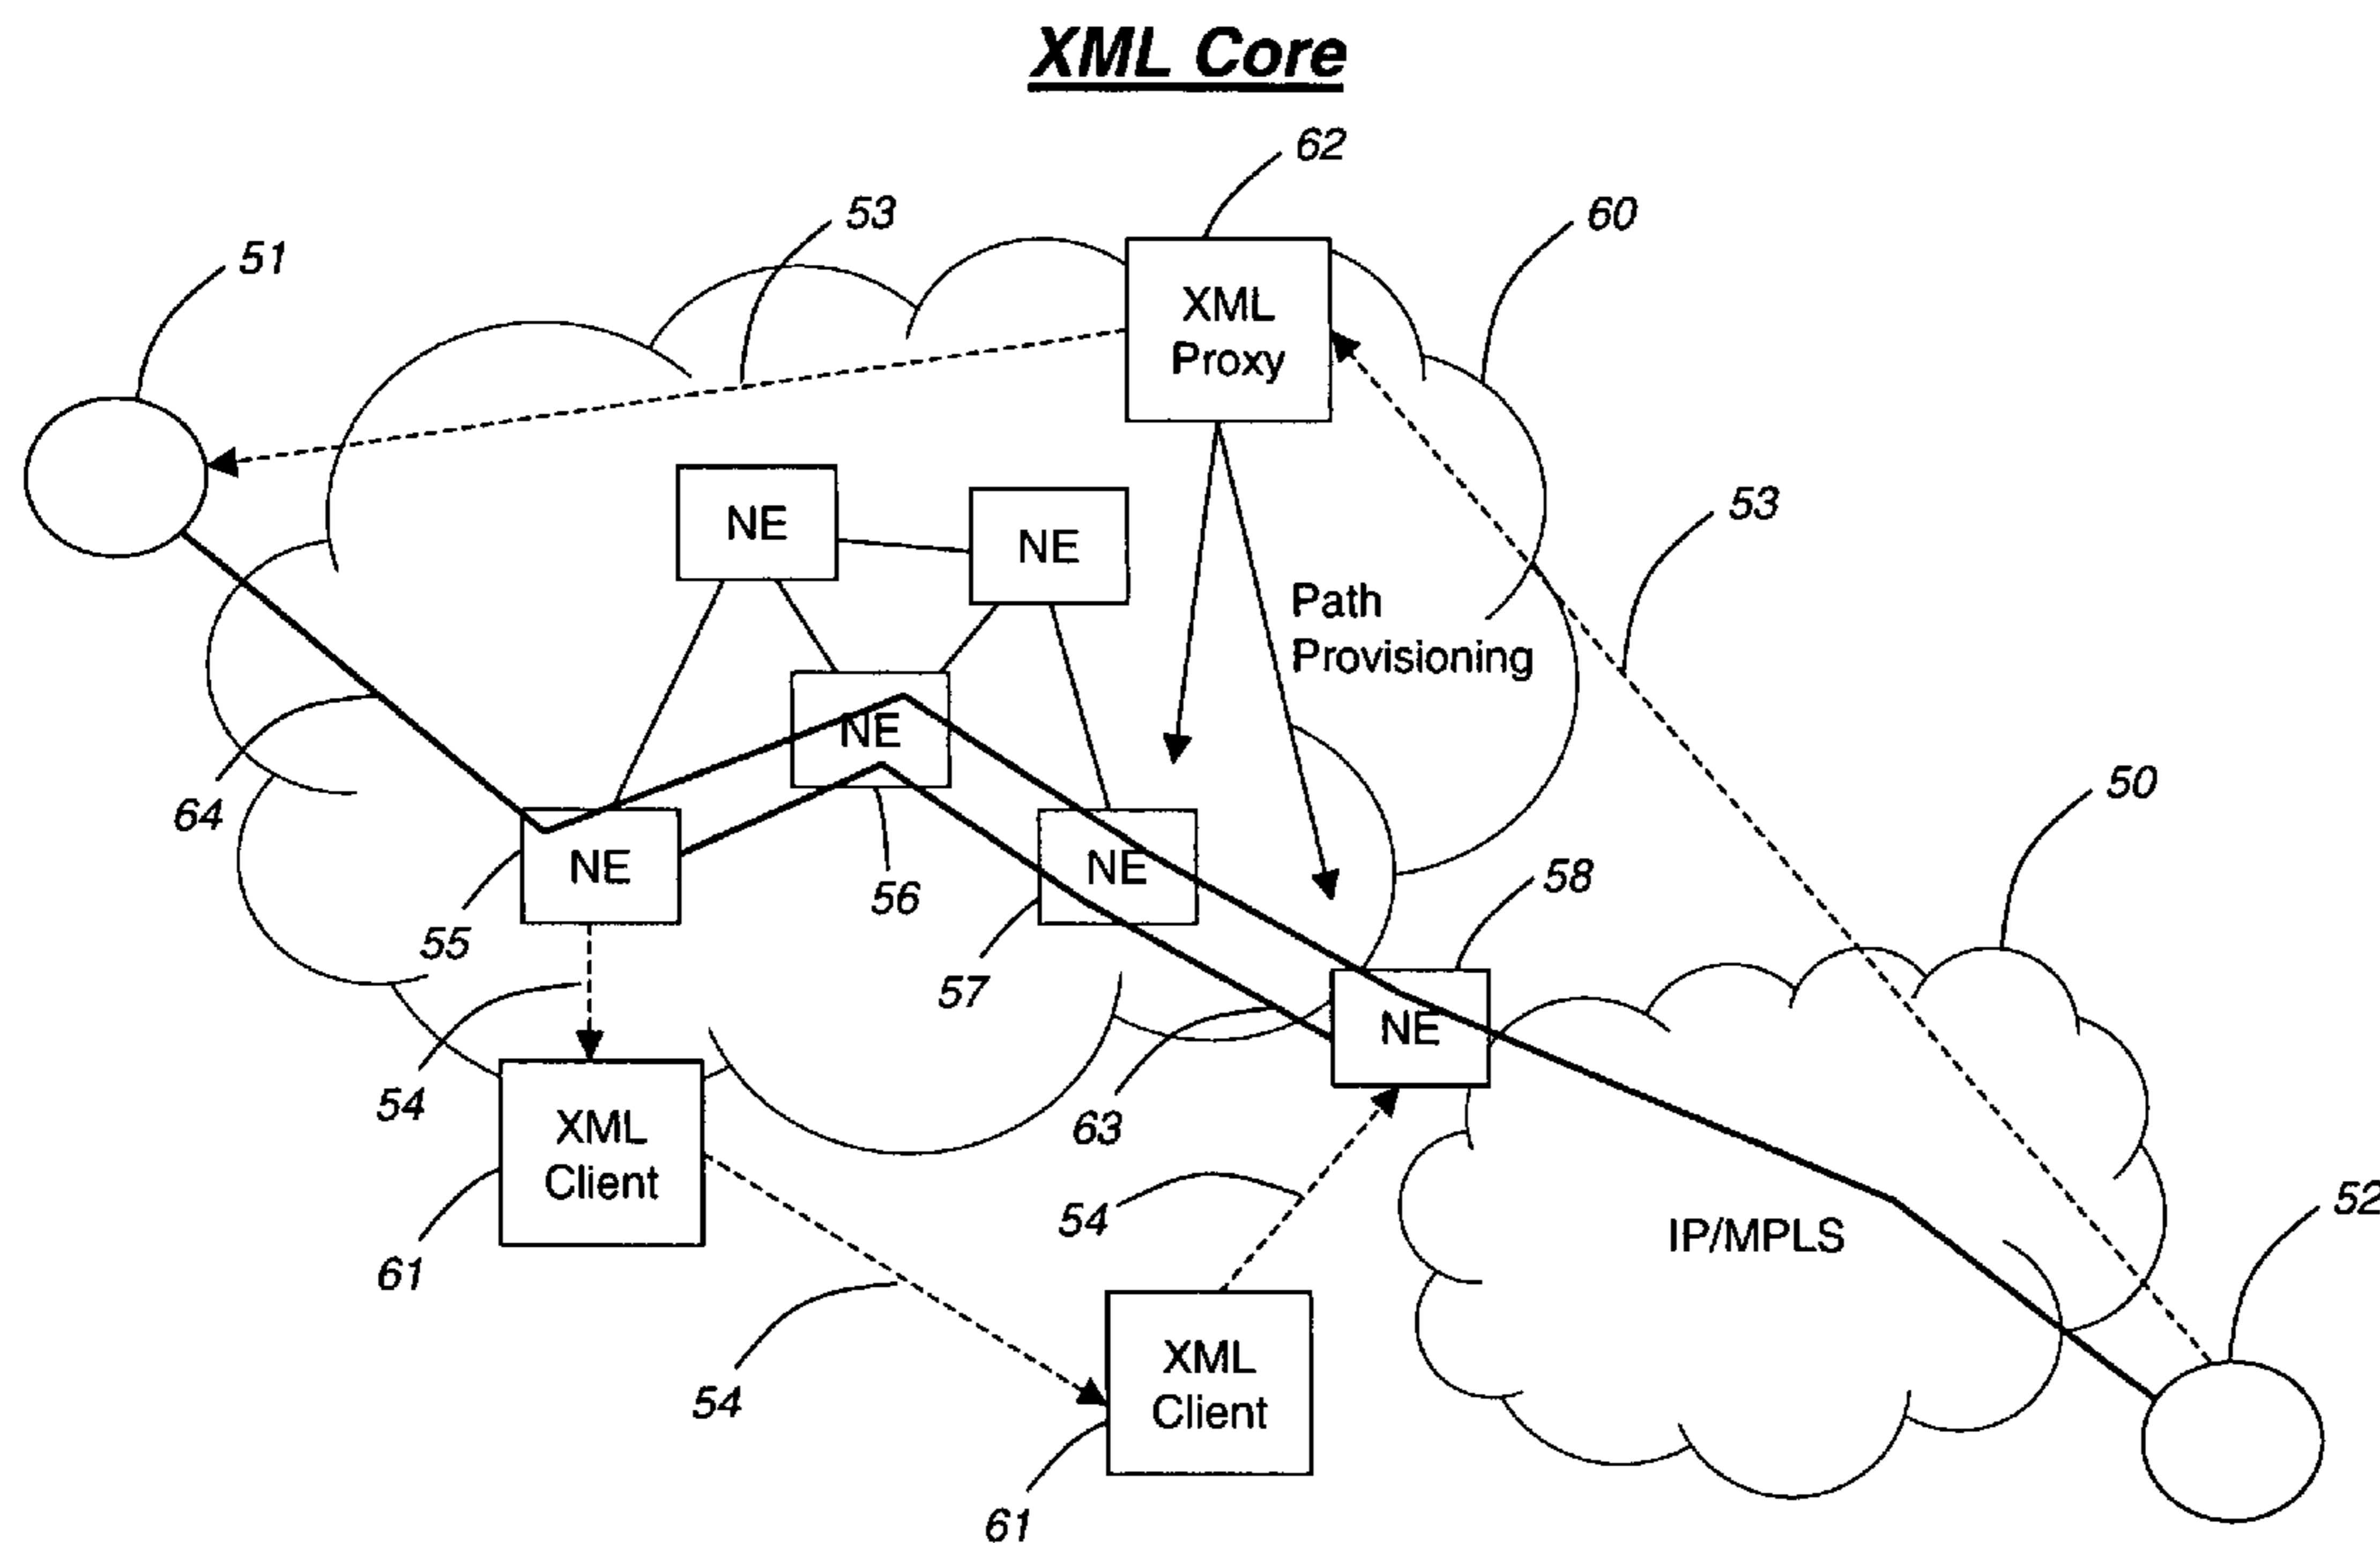 XML Core
62
53
60
51
XML
Proxy
53
NE
NE
Path
Provisioning
NE
50
64
NE
NE
58
56
55
57
NE
54
63
XML
Client
54
52
IP/MPLS
61
XML
Client
54
61